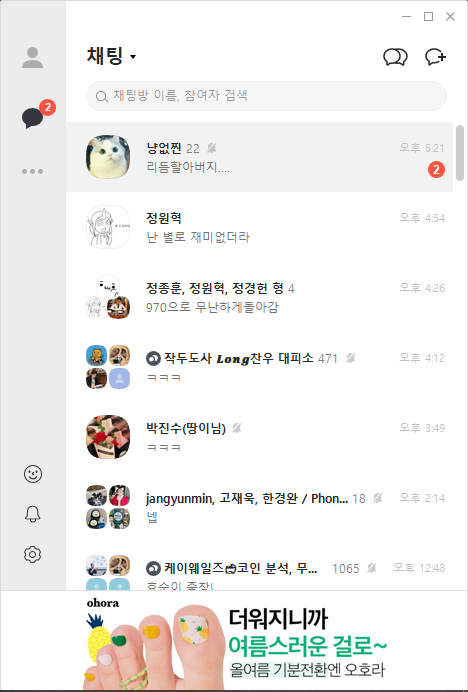 채팅
2
채팅방 이름, 참여자 검색
냥없찐 22 오후 5:21
리듬할아버지.... 2
정원혁 오후 4:54
난 별로 재미없더라
정종훈, 정원혁, 정경헌 형 4 오후 4:26
970으로 무난하게돌아감
작두도사 Long찬우 대피소 471 오후 4:12
ㅋㅋㅋ
박진수(땅이님) 오후 3:49
ㅋㅋㅋ
jangyunmin, 고재욱, 한경완 / Phon... 18 오후 2:14
넵
케이웨일즈 코인 분석, 무... 1065 오후 12:48
ohora
더워지니까
여름스러운 걸로~
올여름 기분전환엔 오호라